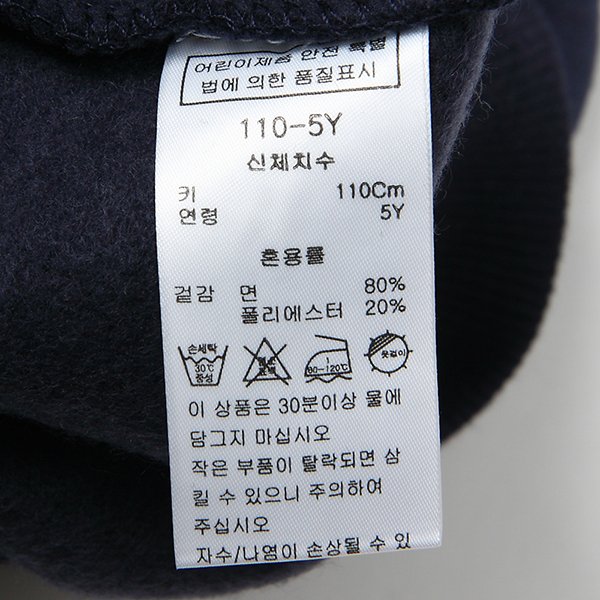 어린이제품 안전 특별
법에 의한 품질표시
110-5Y
신체치수
키 110Cm
연령 5Y
혼용률
겉감 면 80%
폴리에스터 20%
손세탁
30℃
중성
80~120℃
옷걸이
이 상품은 30분이상 물에
담그지 마십시오
작은 부품이 탈락되면 삼
킬 수 있으니 주의하여
주십시오
자수/나염이 손상될 수 있